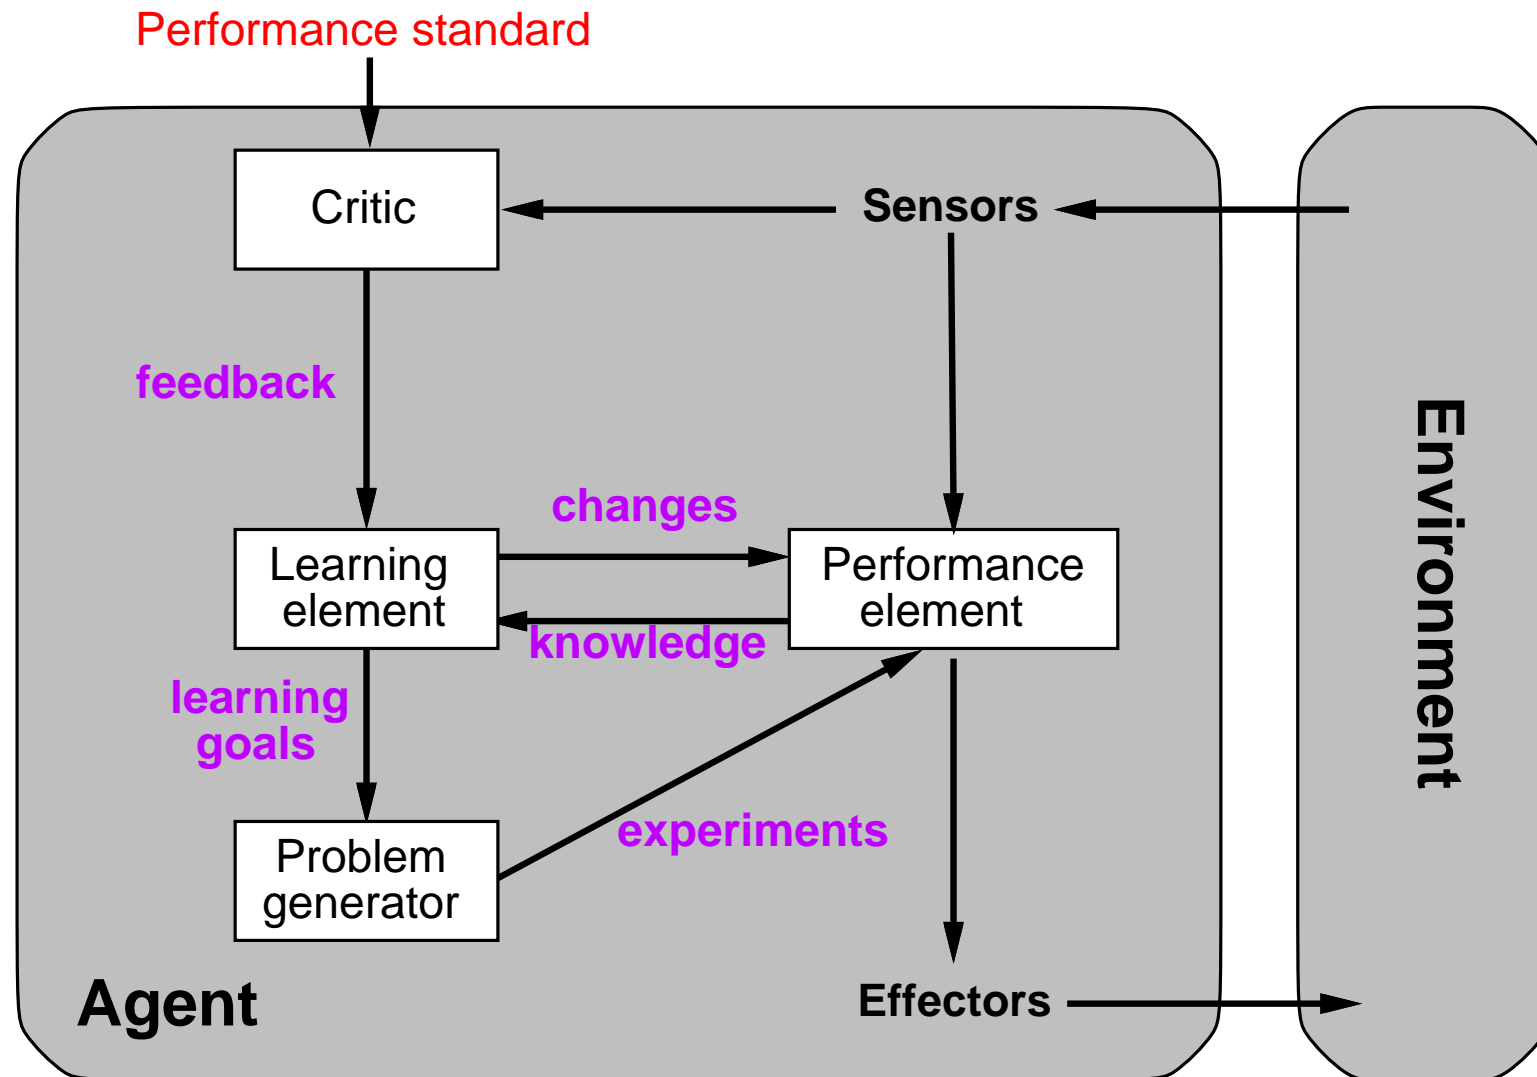 Performance standard
Critic
Sensors
feedback
changes
Learning
element
Performance
element
knowledge
learning
goals
experiments
Problem
generator
Agent
Effectors
Environment